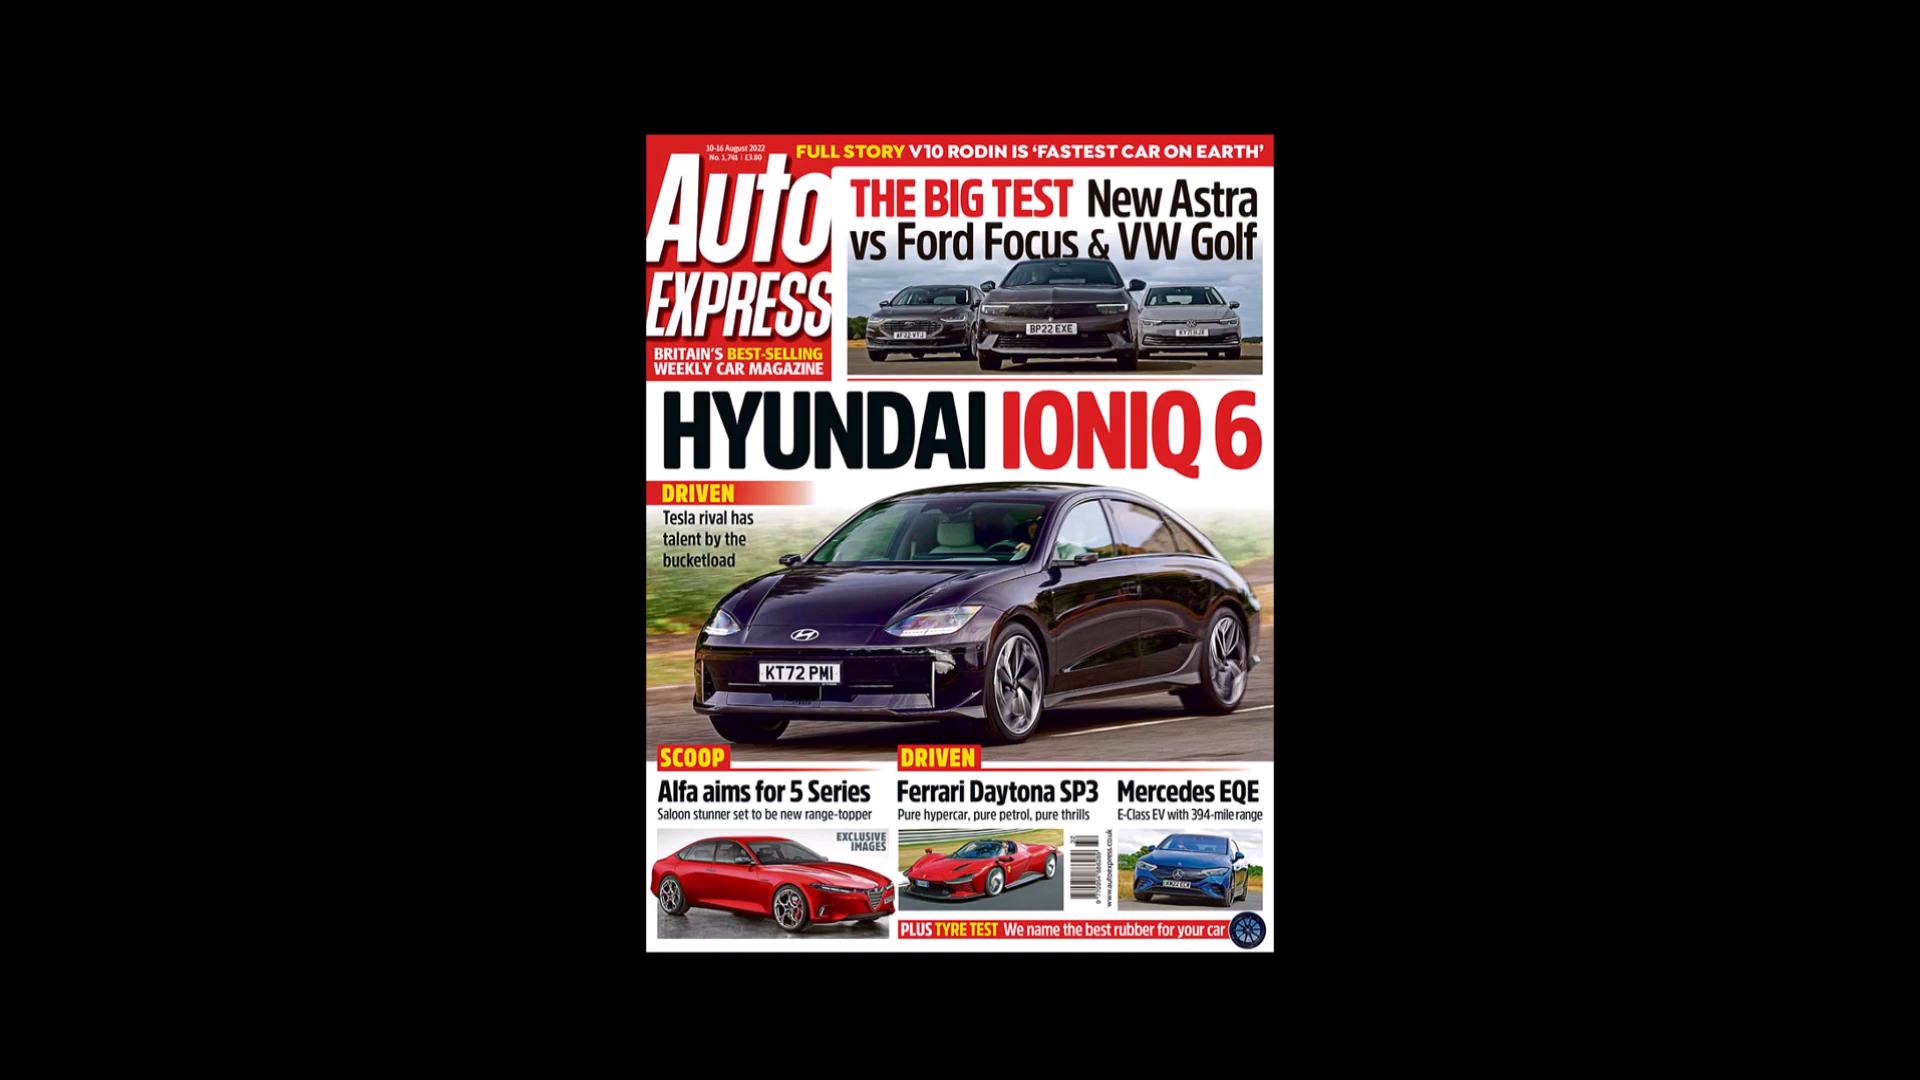 10-16 August 2022
No. 1,741 | £3.80
FULL STORY V10 RODIN IS ‘FASTEST CAR ON EARTH’
Auto
EXPRESS
BRITAIN'S BEST-SELLING
WEEKLY CAR MAGAZINE
THE BIG TEST New Astra
vs Ford Focus & VW Golf
BP22 EXE
HYUNDAI IONIQ 6
DRIVEN
Tesla rival has
talent by the
bucketload
KT72 PMI
SCOOP
Alfa aims for 5 Series
Saloon stunner set to be new range-topper
EXCLUSIVE
IMAGES
DRIVEN
Ferrari Daytona SP3
Pure hypercar, pure petrol, pure thrills
www.autoexpress.co.uk
Mercedes EQE
E-Class EV with 394-mile range
PLUS TYRE TEST We name the best rubber for your car